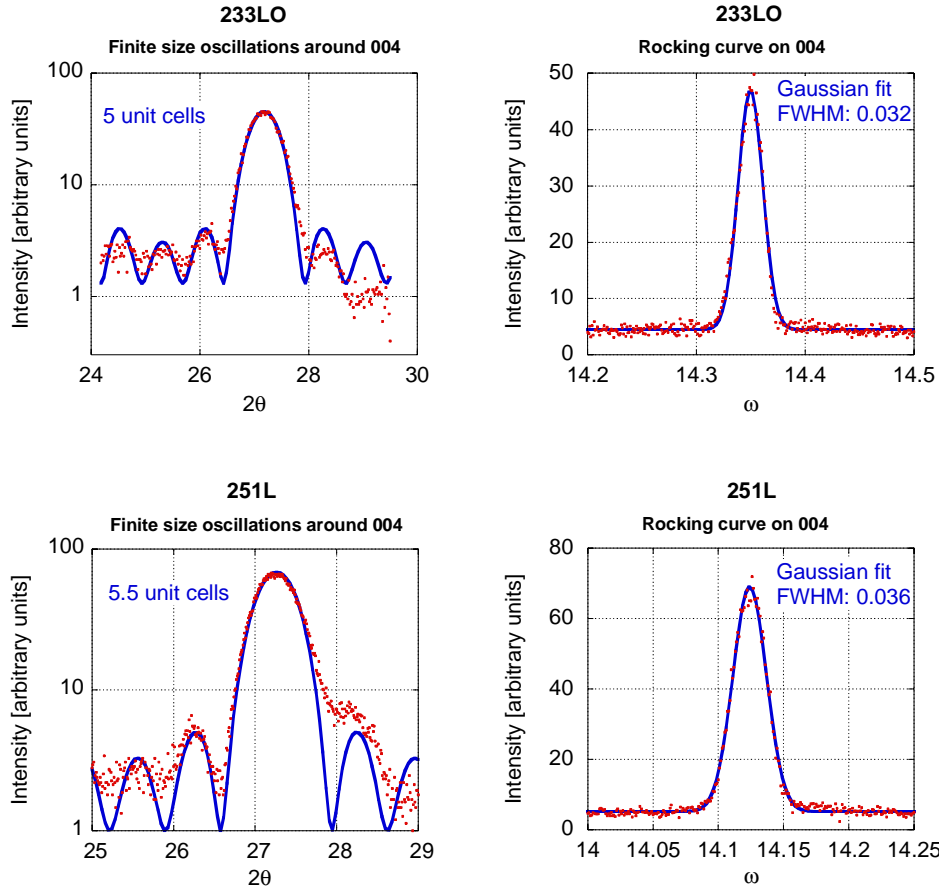 233LO
Finite size oscillations around 004
5 unit cells
100
10
1
24
26
28
30
Intensity [arbitrary units]
2θ
233LO
Rocking curve on 004
Gaussian fit
FWHM: 0.032
50
40
30
20
10
0
14.2
14.3
14.4
14.5
Intensity [arbitrary units]
ω
251L
Finite size oscillations around 004
5.5 unit cells
100
10
1
25
26
27
28
29
Intensity [arbitrary units]
2θ
251L
Rocking curve on 004
Gaussian fit
FWHM: 0.036
80
60
40
20
0
14
14.05
14.1
14.15
14.2
14.25
Intensity [arbitrary units]
ω